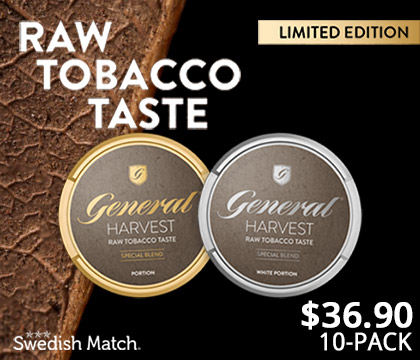 RAW
TOBACCO
TASTE
LIMITED EDITION
G
General
HARVEST
RAW TOBACCO TASTE
SPECIAL BLEND
PORTION
G
General
HARVEST
RAW TOBACCO TASTE
SPECIAL BLEND
WHITE PORTION
Swedish Match
$36.90
10-PACK